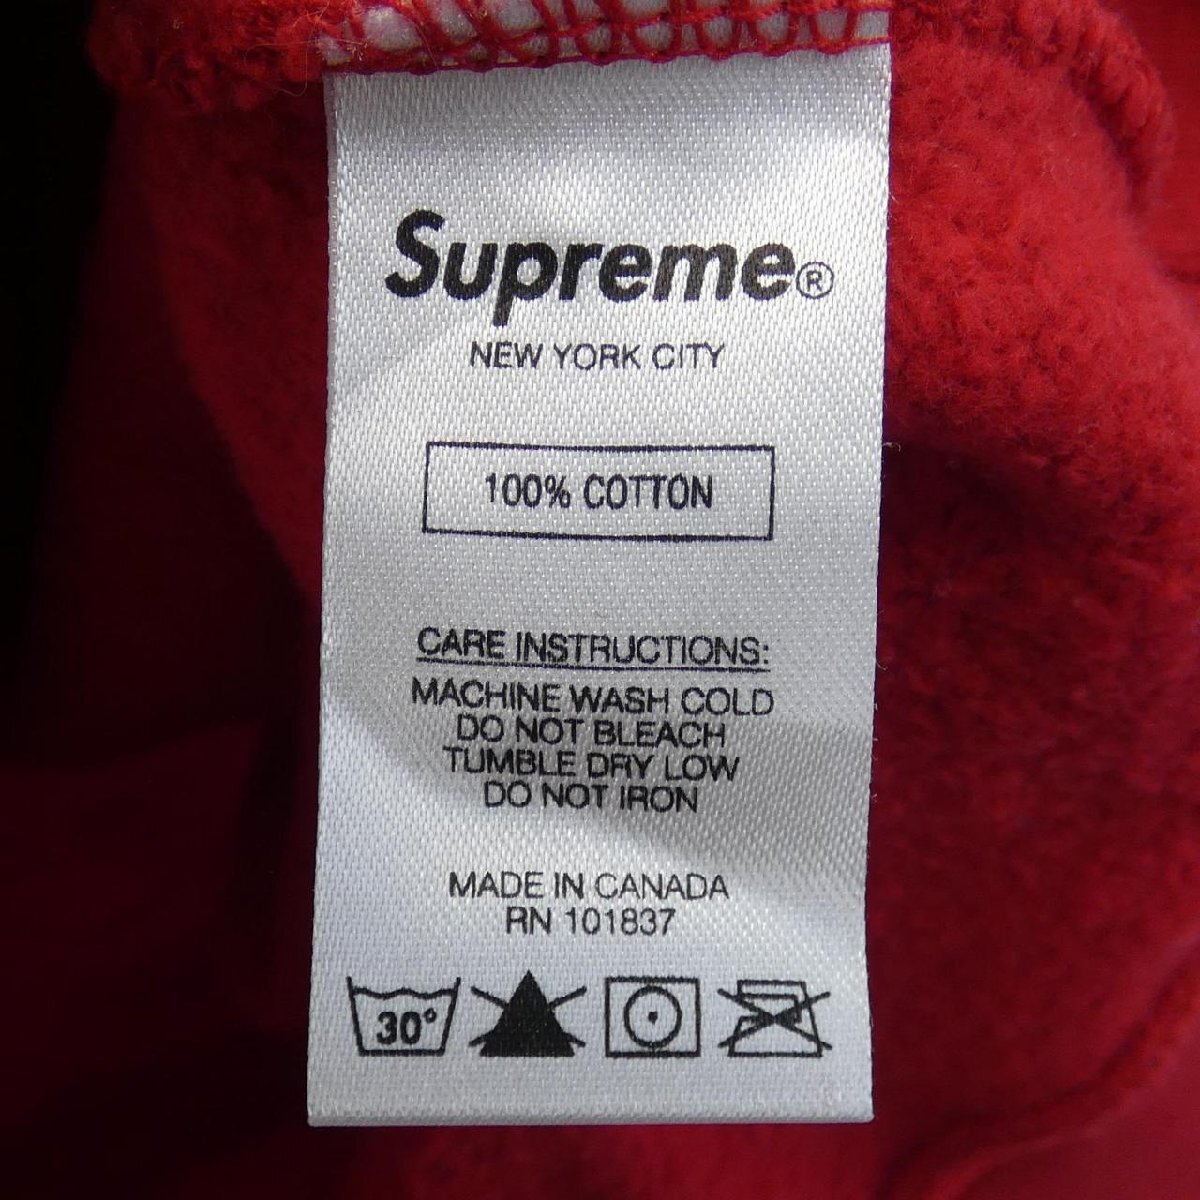 Supreme®
NEW YORK CITY
100% COTTON
CARE INSTRUCTIONS:
MACHINE WASH COLD
DO NOT BLEACH
TUMBLE DRY LOW
DO NOT IRON
MADE IN CANADA
RN 101837
30°